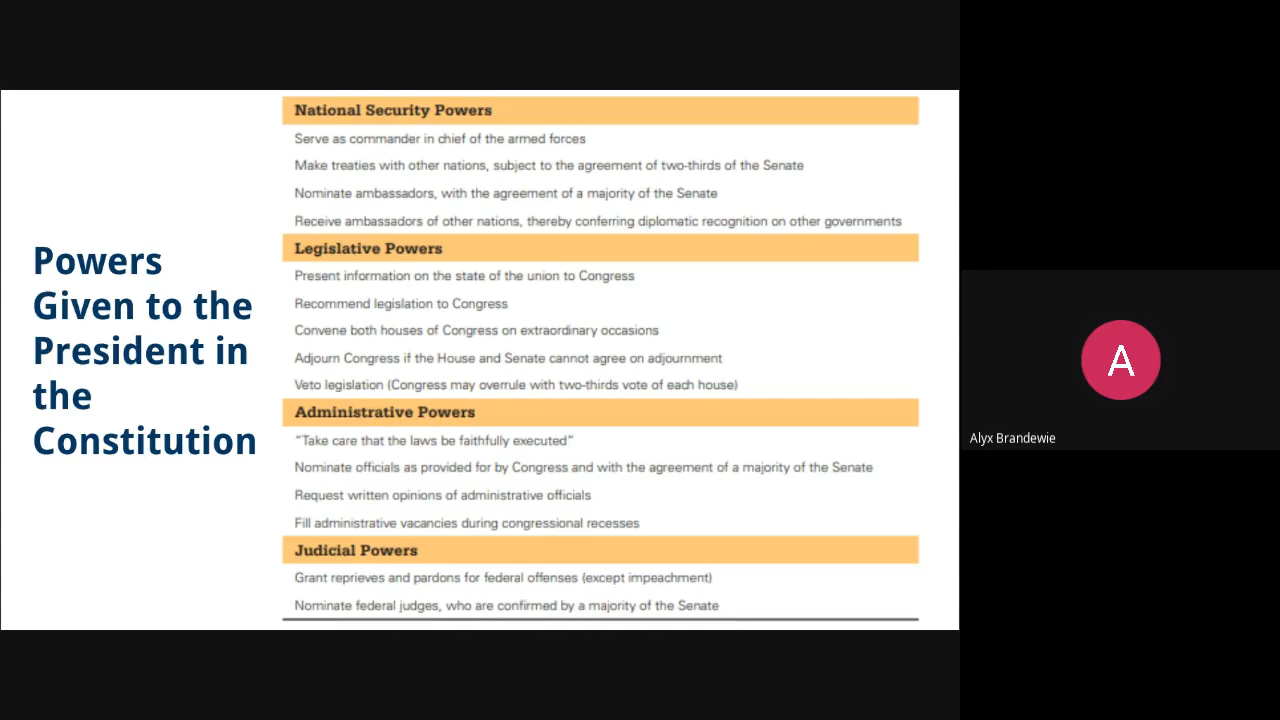 Powers
Given to the
President in
the
Constitution
National Security Powers
Serve as commander in chief of the armed forces
Make treaties with other nations, subject to the agreement of two-thirds of the Senate
Nominate ambassadors, with the agreement of a majority of the Senate
Receive ambassadors of other nations, thereby conferring diplomatic recognition on other governments
Legislative Powers
Present information on the state of the union to Congress
Recommend legislation to Congress
Convene both houses of Congress on extraordinary occasions
Adjourn Congress if the House and Senate cannot agree on adjournment
Veto legislation (Congress may overrule with two-thirds vote of each house)
Administrative Powers
“Take care that the laws be faithfully executed”
Nominate officials as provided for by Congress and with the agreement of a majority of the Senate
Request written opinions of administrative officials
Fill administrative vacancies during congressional recesses
Judicial Powers
Grant reprieves and pardons for federal offenses (except impeachment)
Nominate federal judges, who are confirmed by a majority of the Senate
A
Alyx Brandewie